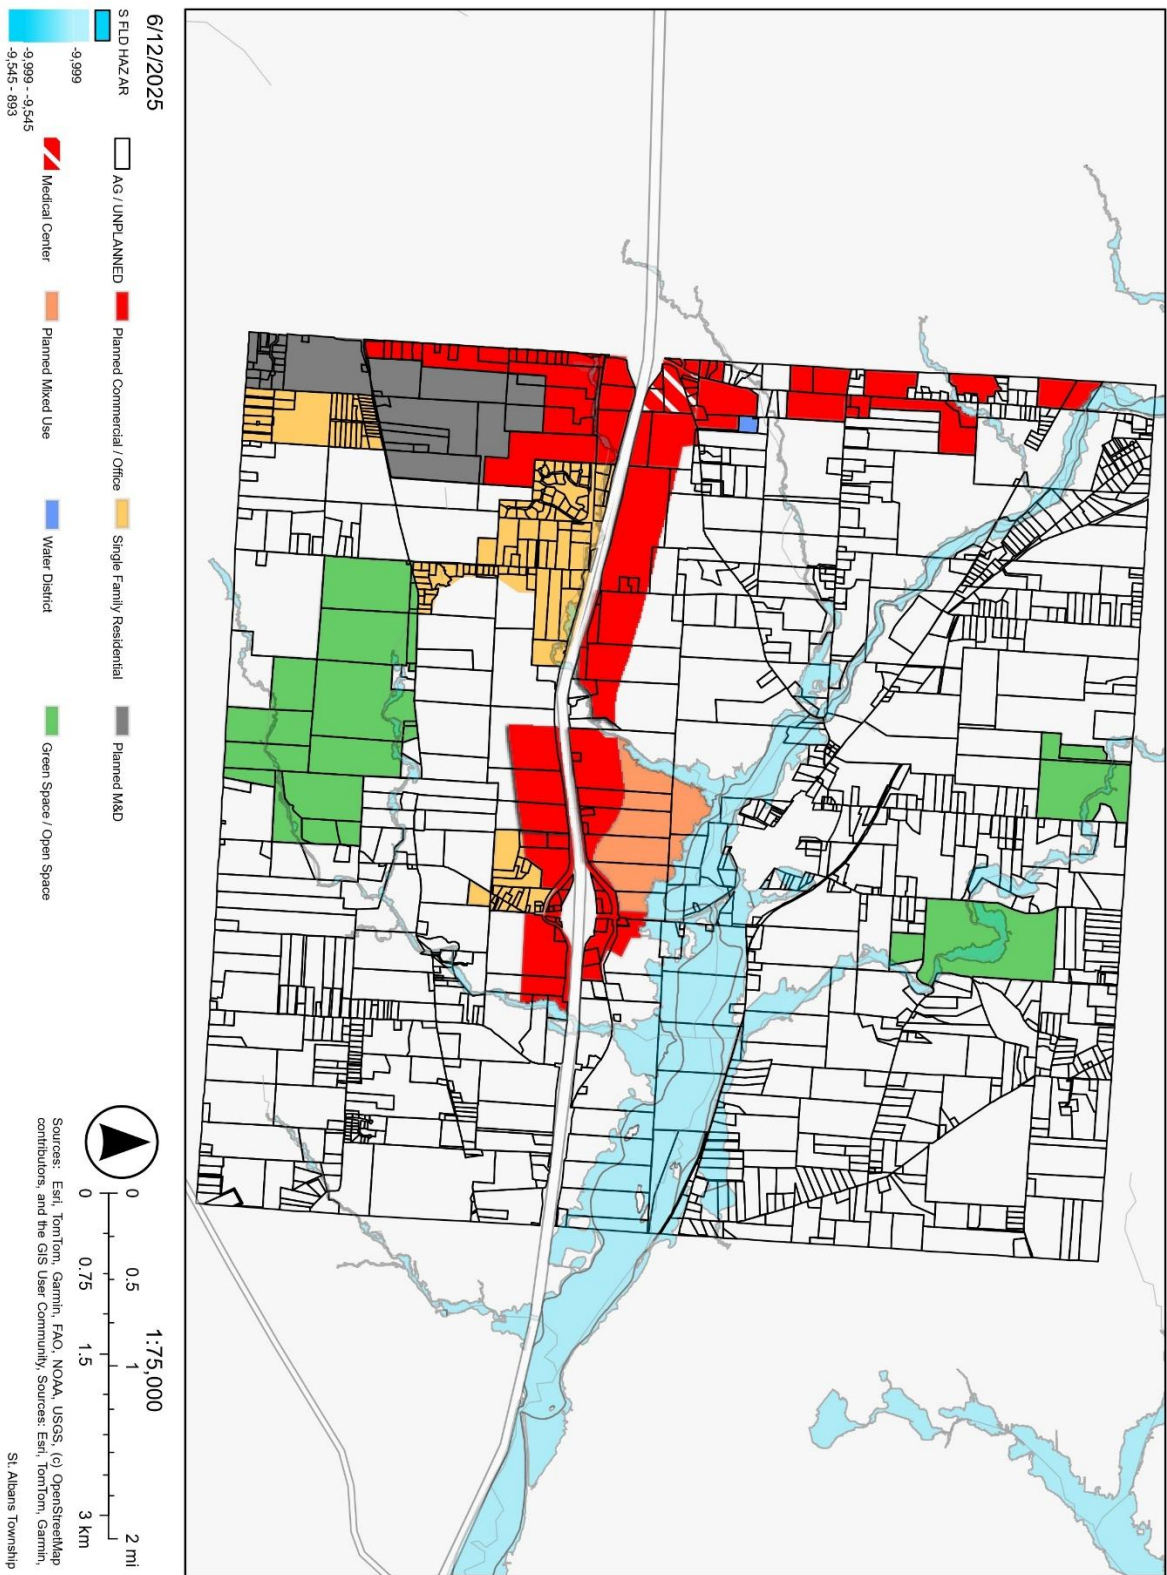 6/12/2025
1:75,000
0 0.5 1 2 mi
0 0.75 1.5 3 km
S FLD HAZ AR
-9,999
-9,999 - -9,545
-9,545 - 893
AG / UNPLANNED
Medical Center
Planned Commercial / Office
Planned Mixed Use
Single Family Residential
Water District
Planned M&D
Green Space / Open Space
Sources: Esri, TomTom, Garmin, FAO, NOAA, USGS, (c) OpenStreetMap
contributors, and the GIS User Community, Sources: Esri, TomTom, Garmin,
St. Albans Township